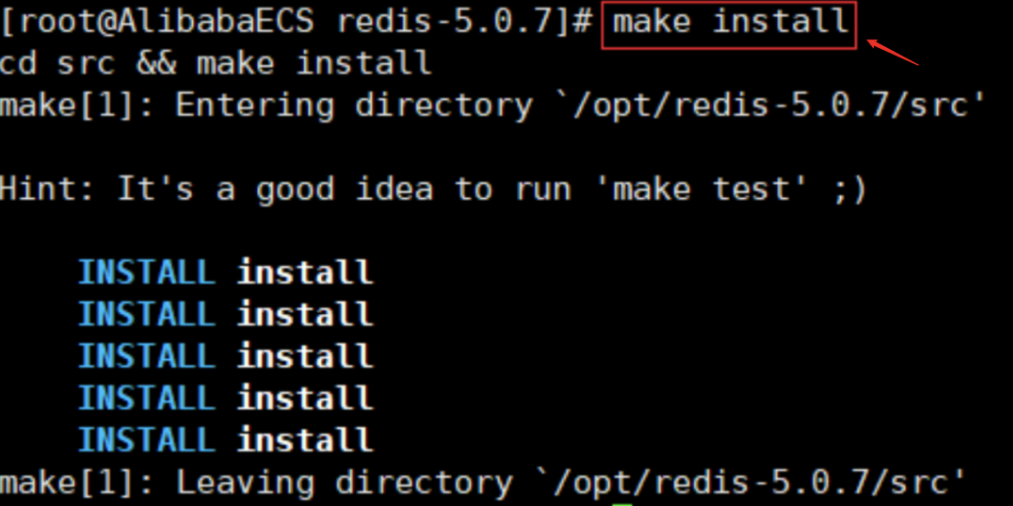 [root@AlibabaECS redis-5.0.7]# make install
cd src && make install
make[1]: Entering directory `/opt/redis-5.0.7/src'
Hint: It's a good idea to run 'make test' ;)
INSTALL install
INSTALL install
INSTALL install
INSTALL install
INSTALL install
make[1]: Leaving directory `/opt/redis-5.0.7/src'